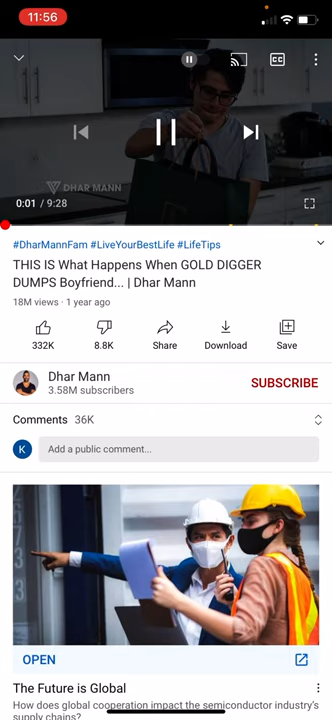 11:56
CC
DHAR MANN
0:01 / 9:28
#DharMannFam #LiveYourBestLife #LifeTips
THIS IS What Happens When GOLD DIGGER
DUMPS Boyfriend... | Dhar Mann
18M views · 1 year ago
332K
8.8K
Share
Download
Save
Dhar Mann
3.58M subscribers
SUBSCRIBE
Comments 36K
K
Add a public comment...
OPEN
The Future is Global
How does global cooperation impact the semiconductor industry's
supply chains?